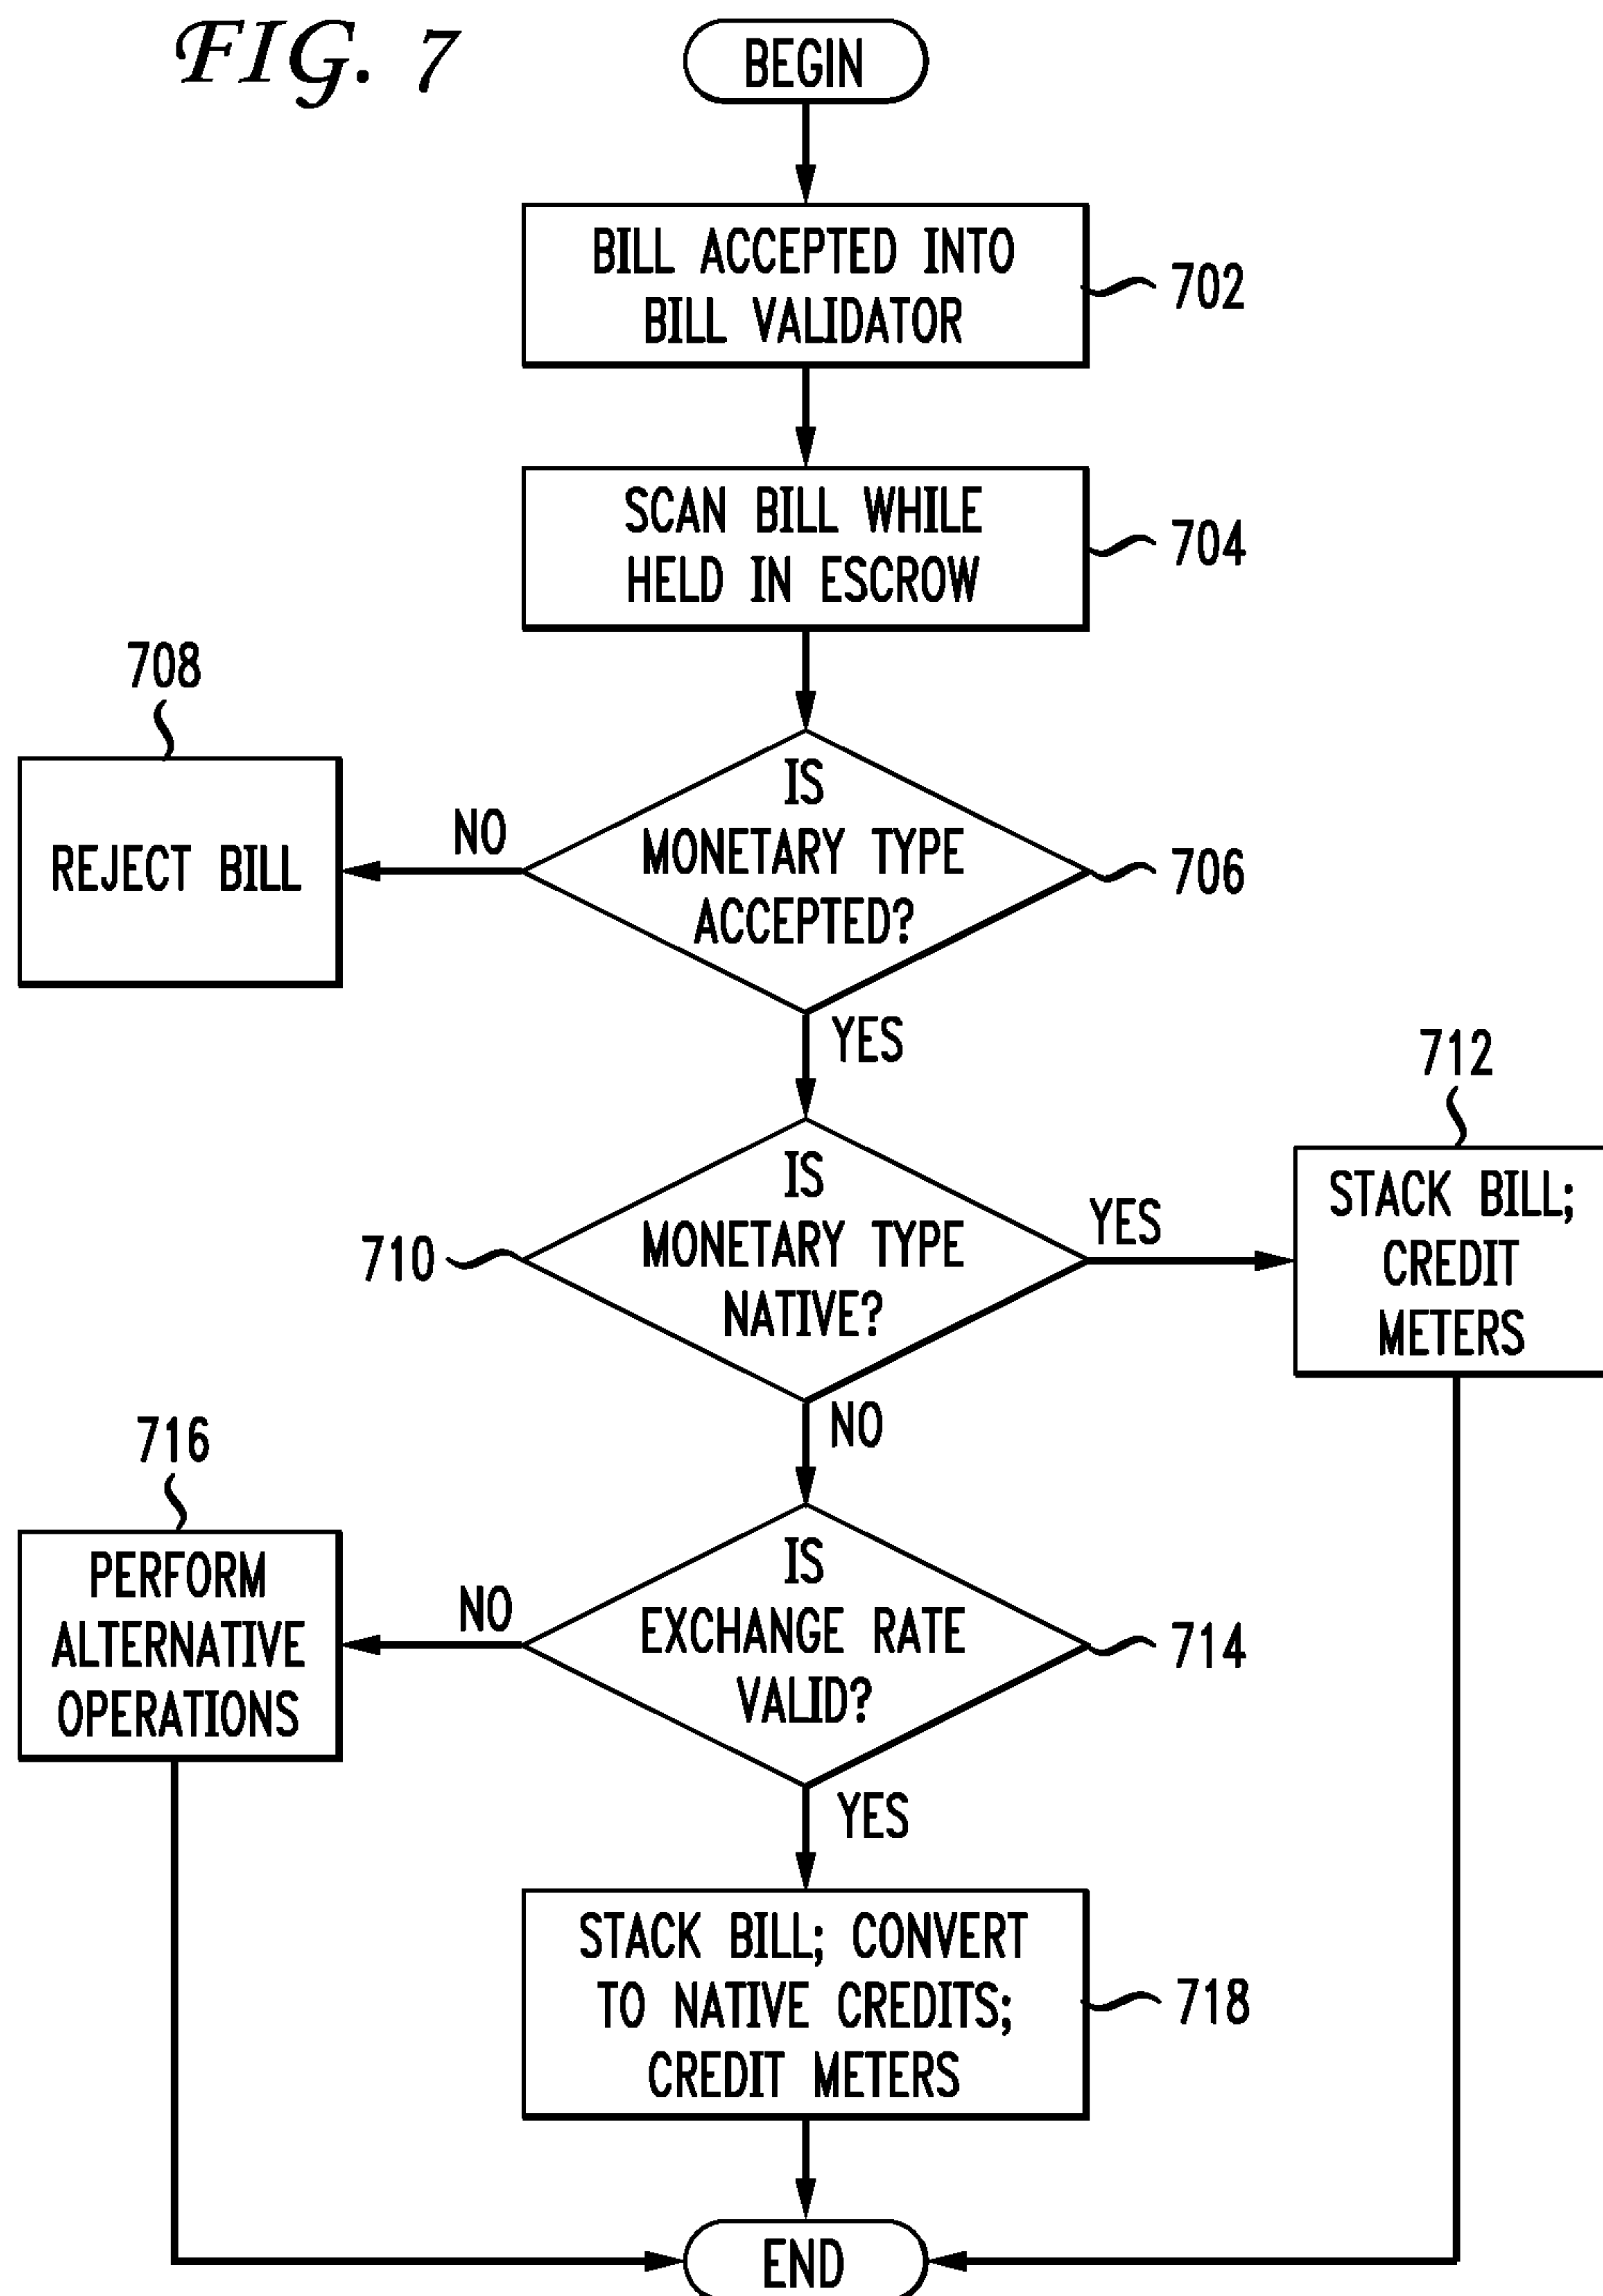 FIG. 7
BEGIN
BILL ACCEPTED INTO
BILL VALIDATOR
702
SCAN BILL WHILE
HELD IN ESCROW
704
708
REJECT BILL
NO
IS
MONETARY TYPE
ACCEPTED?
706
YES
712
710
IS
MONETARY TYPE
NATIVE?
YES
STACK BILL;
CREDIT
METERS
NO
716
PERFORM
ALTERNATIVE
OPERATIONS
NO
IS
EXCHANGE RATE
VALID?
714
YES
STACK BILL; CONVERT
TO NATIVE CREDITS;
CREDIT METERS
718
END